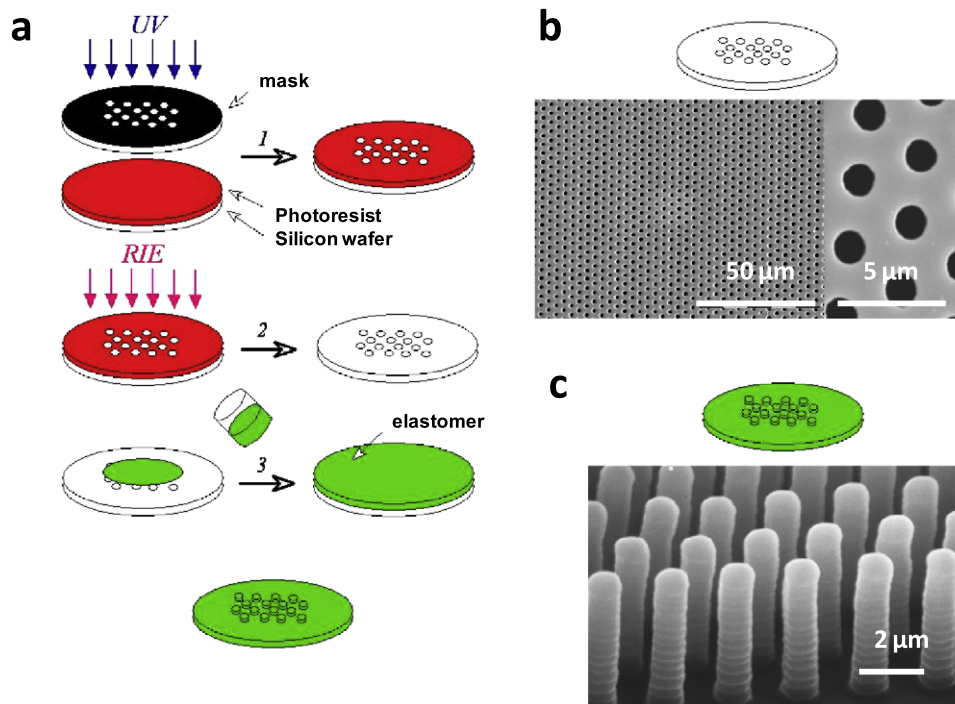 a
UV
mask
1
Photoresist
Silicon wafer
RIE
2
elastomer
3
b
50 µm
5 µm
c
2 µm